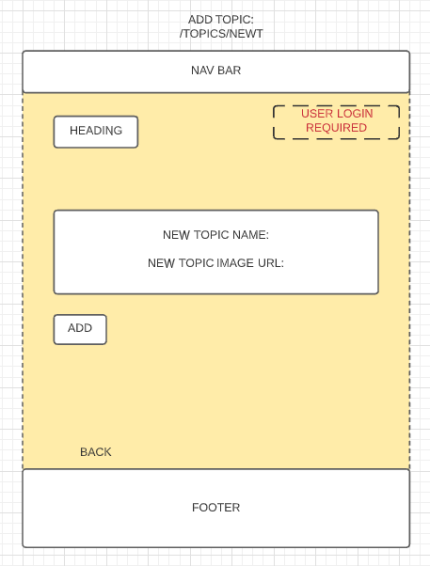 ADD TOPIC:
/TOPICS/NEWT
NAV BAR
USER LOGIN
REQUIRED
HEADING
NEW TOPIC NAME:
NEW TOPIC IMAGE URL:
ADD
BACK
FOOTER